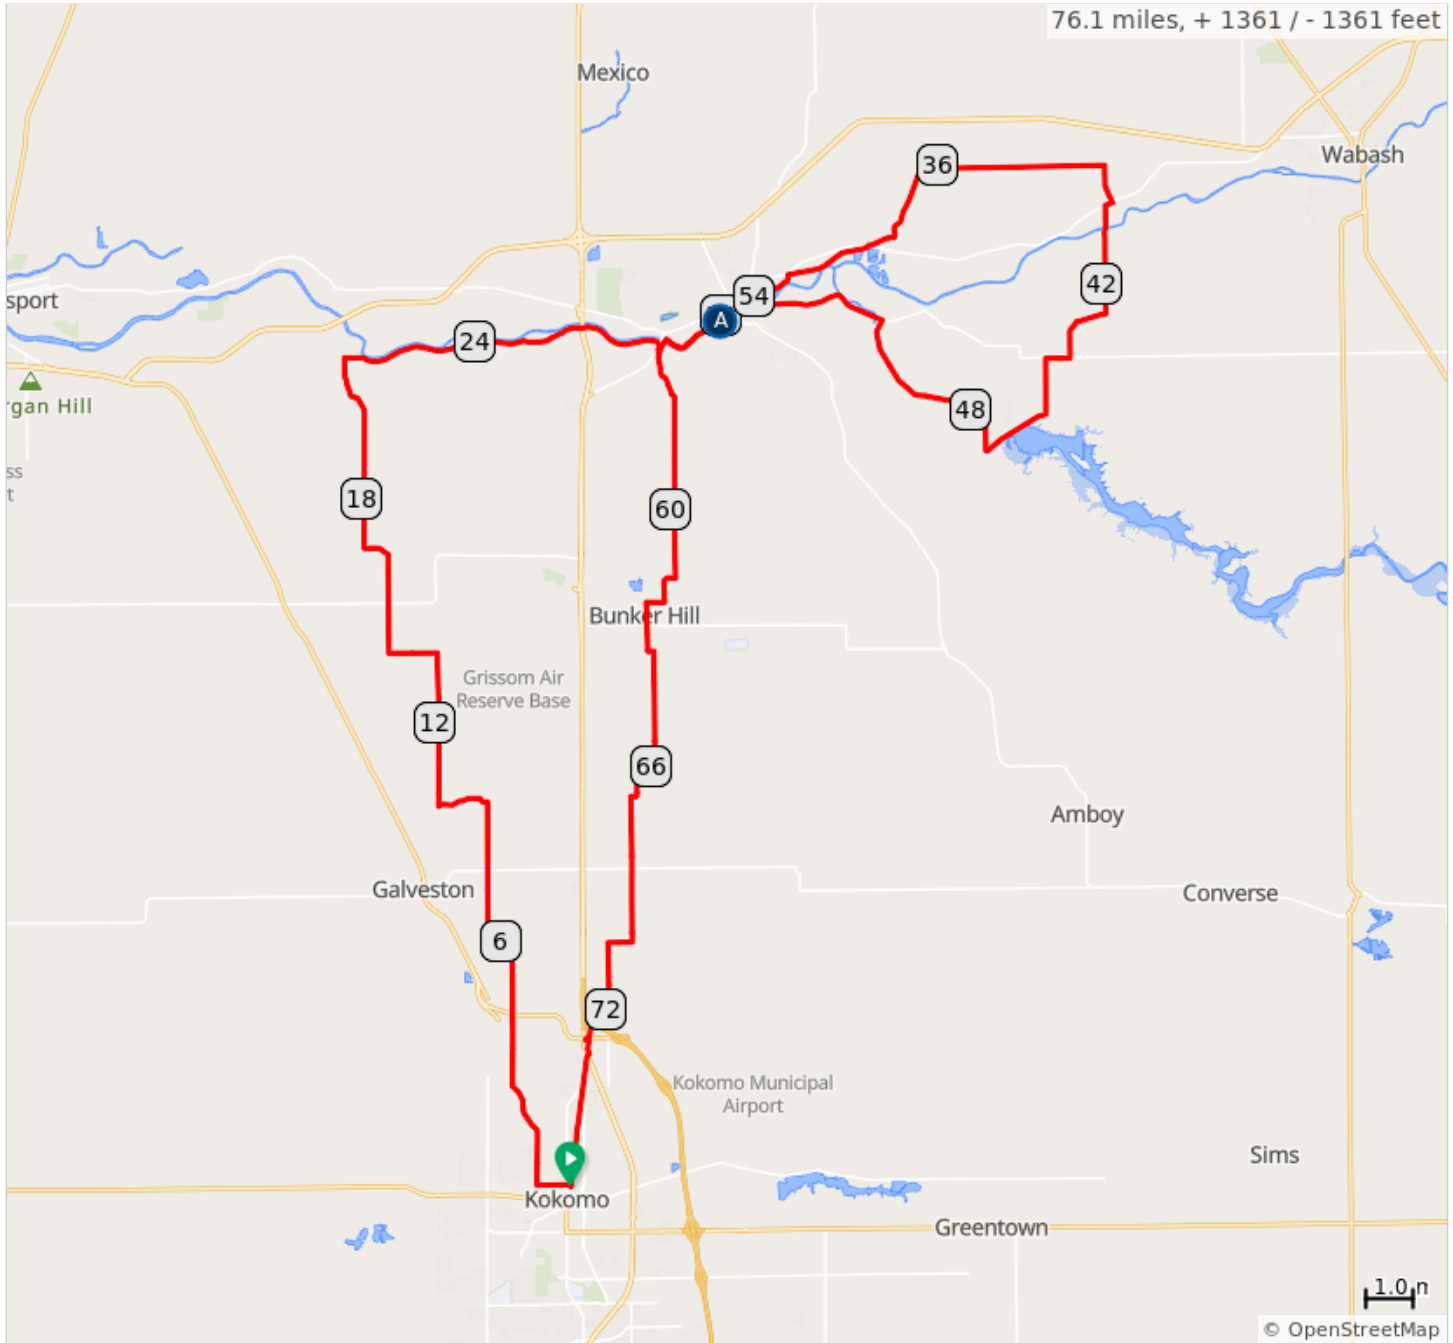 76.1 miles, + 1361 / - 1361 feet
Mexico
Wabash
36
42
54
A
sport
24
rgan Hill
48
ss
t
18
60
Bunker Hill
Grissom Air
Reserve Base
12
66
Amboy
Galveston
Converse
6
72
Kokomo Municipal
Airport
Sims
Kokomo
Greentown
1.0
© OpenStreetMap